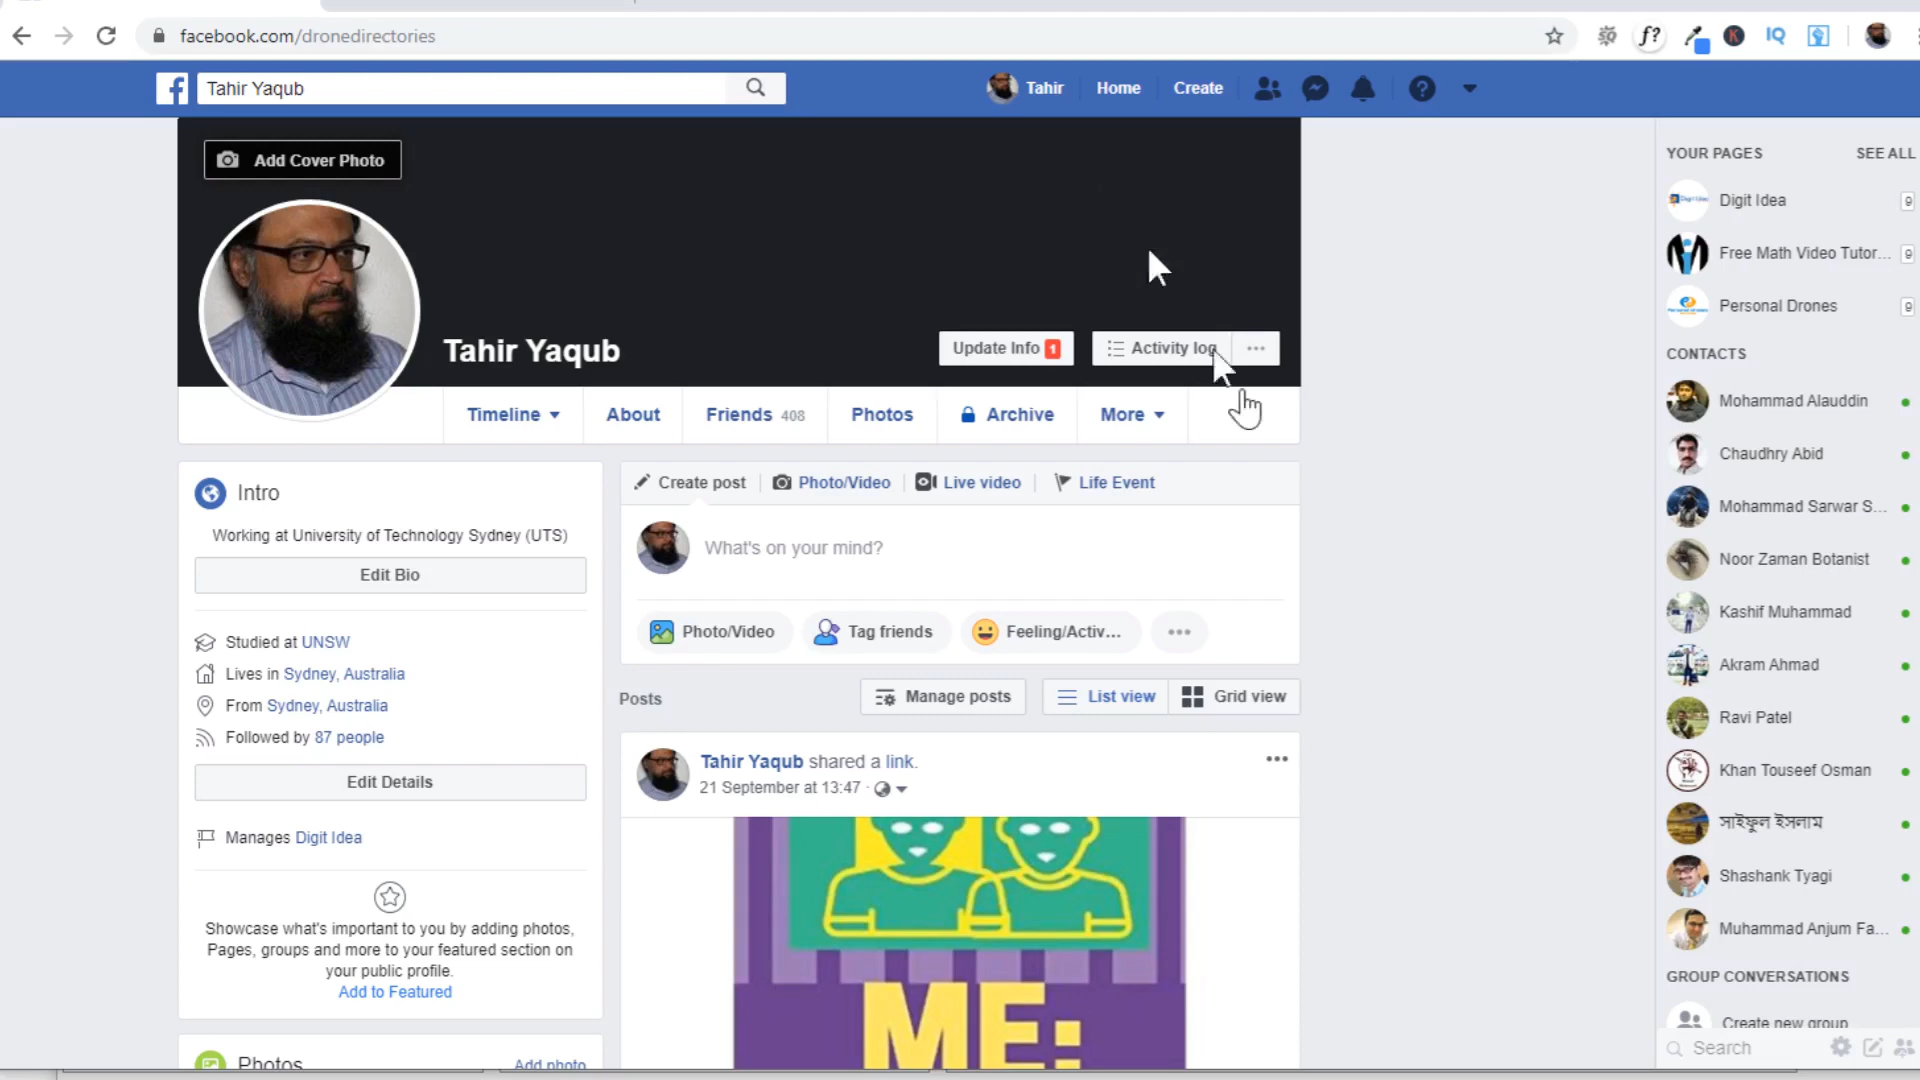 facebook.com/dronedirectories
f?
K
IQ
f
Tahir Yaqub
Tahir
Home
Create
Add Cover Photo
Tahir Yaqub
Update Info 1
Activity log
Timeline
About
Friends 408
Photos
Archive
More
Intro
Working at University of Technology Sydney (UTS)
Edit Bio
Studied at UNSW
Lives in Sydney, Australia
From Sydney, Australia
Followed by 87 people
Edit Details
Manages Digit Idea
Showcase what's important to you by adding photos,
Pages, groups and more to your featured section on
your public profile.
Add to Featured
Photos
Add photo
Create post
Photo/Video
Live video
Life Event
What's on your mind?
Photo/Video
Tag friends
Feeling/Activ...
Posts
Manage posts
List view
Grid view
Tahir Yaqub shared a link.
21 September at 13:47
ME:
YOUR PAGES
SEE ALL
Digit Idea
9
Free Math Video Tutor...
9
Personal Drones
9
CONTACTS
Mohammad Alauddin
Chaudhry Abid
Mohammad Sarwar S...
Noor Zaman Botanist
Kashif Muhammad
Akram Ahmad
Ravi Patel
Khan Touseef Osman
সাইফুল ইসলাম
Shashank Tyagi
Muhammad Anjum Fa...
GROUP CONVERSATIONS
Create new group
Search